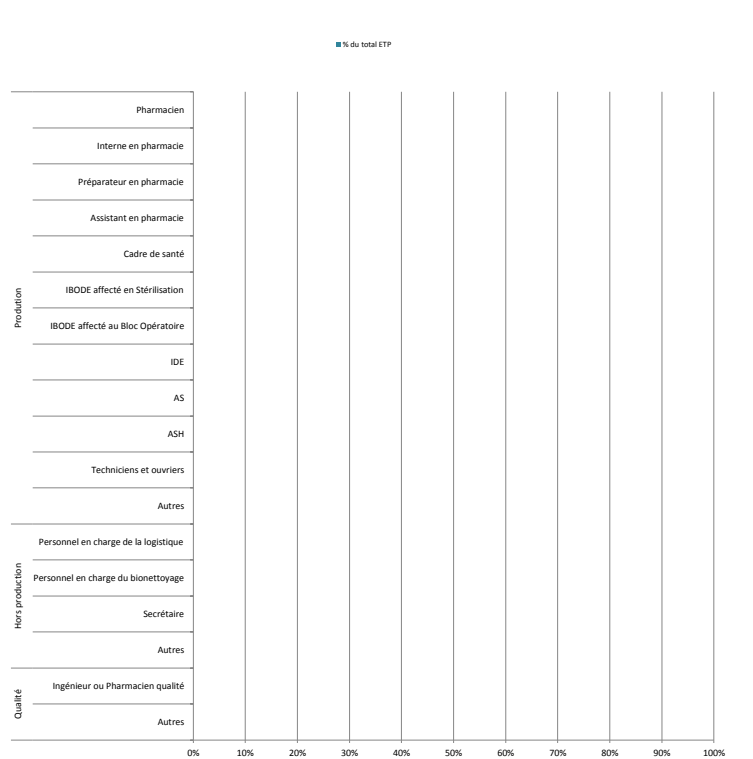 % du total ETP
Prodution
Pharmacien
Interne en pharmacie
Préparateur en pharmacie
Assistant en pharmacie
Cadre de santé
IBODE affecté en Stérilisation
IBODE affecté au Bloc Opératoire
IDE
AS
ASH
Techniciens et ouvriers
Autres
Hors production
Personnel en charge de la logistique
Personnel en charge du bionettoyage
Secrétaire
Autres
Qualité
Ingénieur ou Pharmacien qualité
Autres
0% 10% 20% 30% 40% 50% 60% 70% 80% 90% 100%